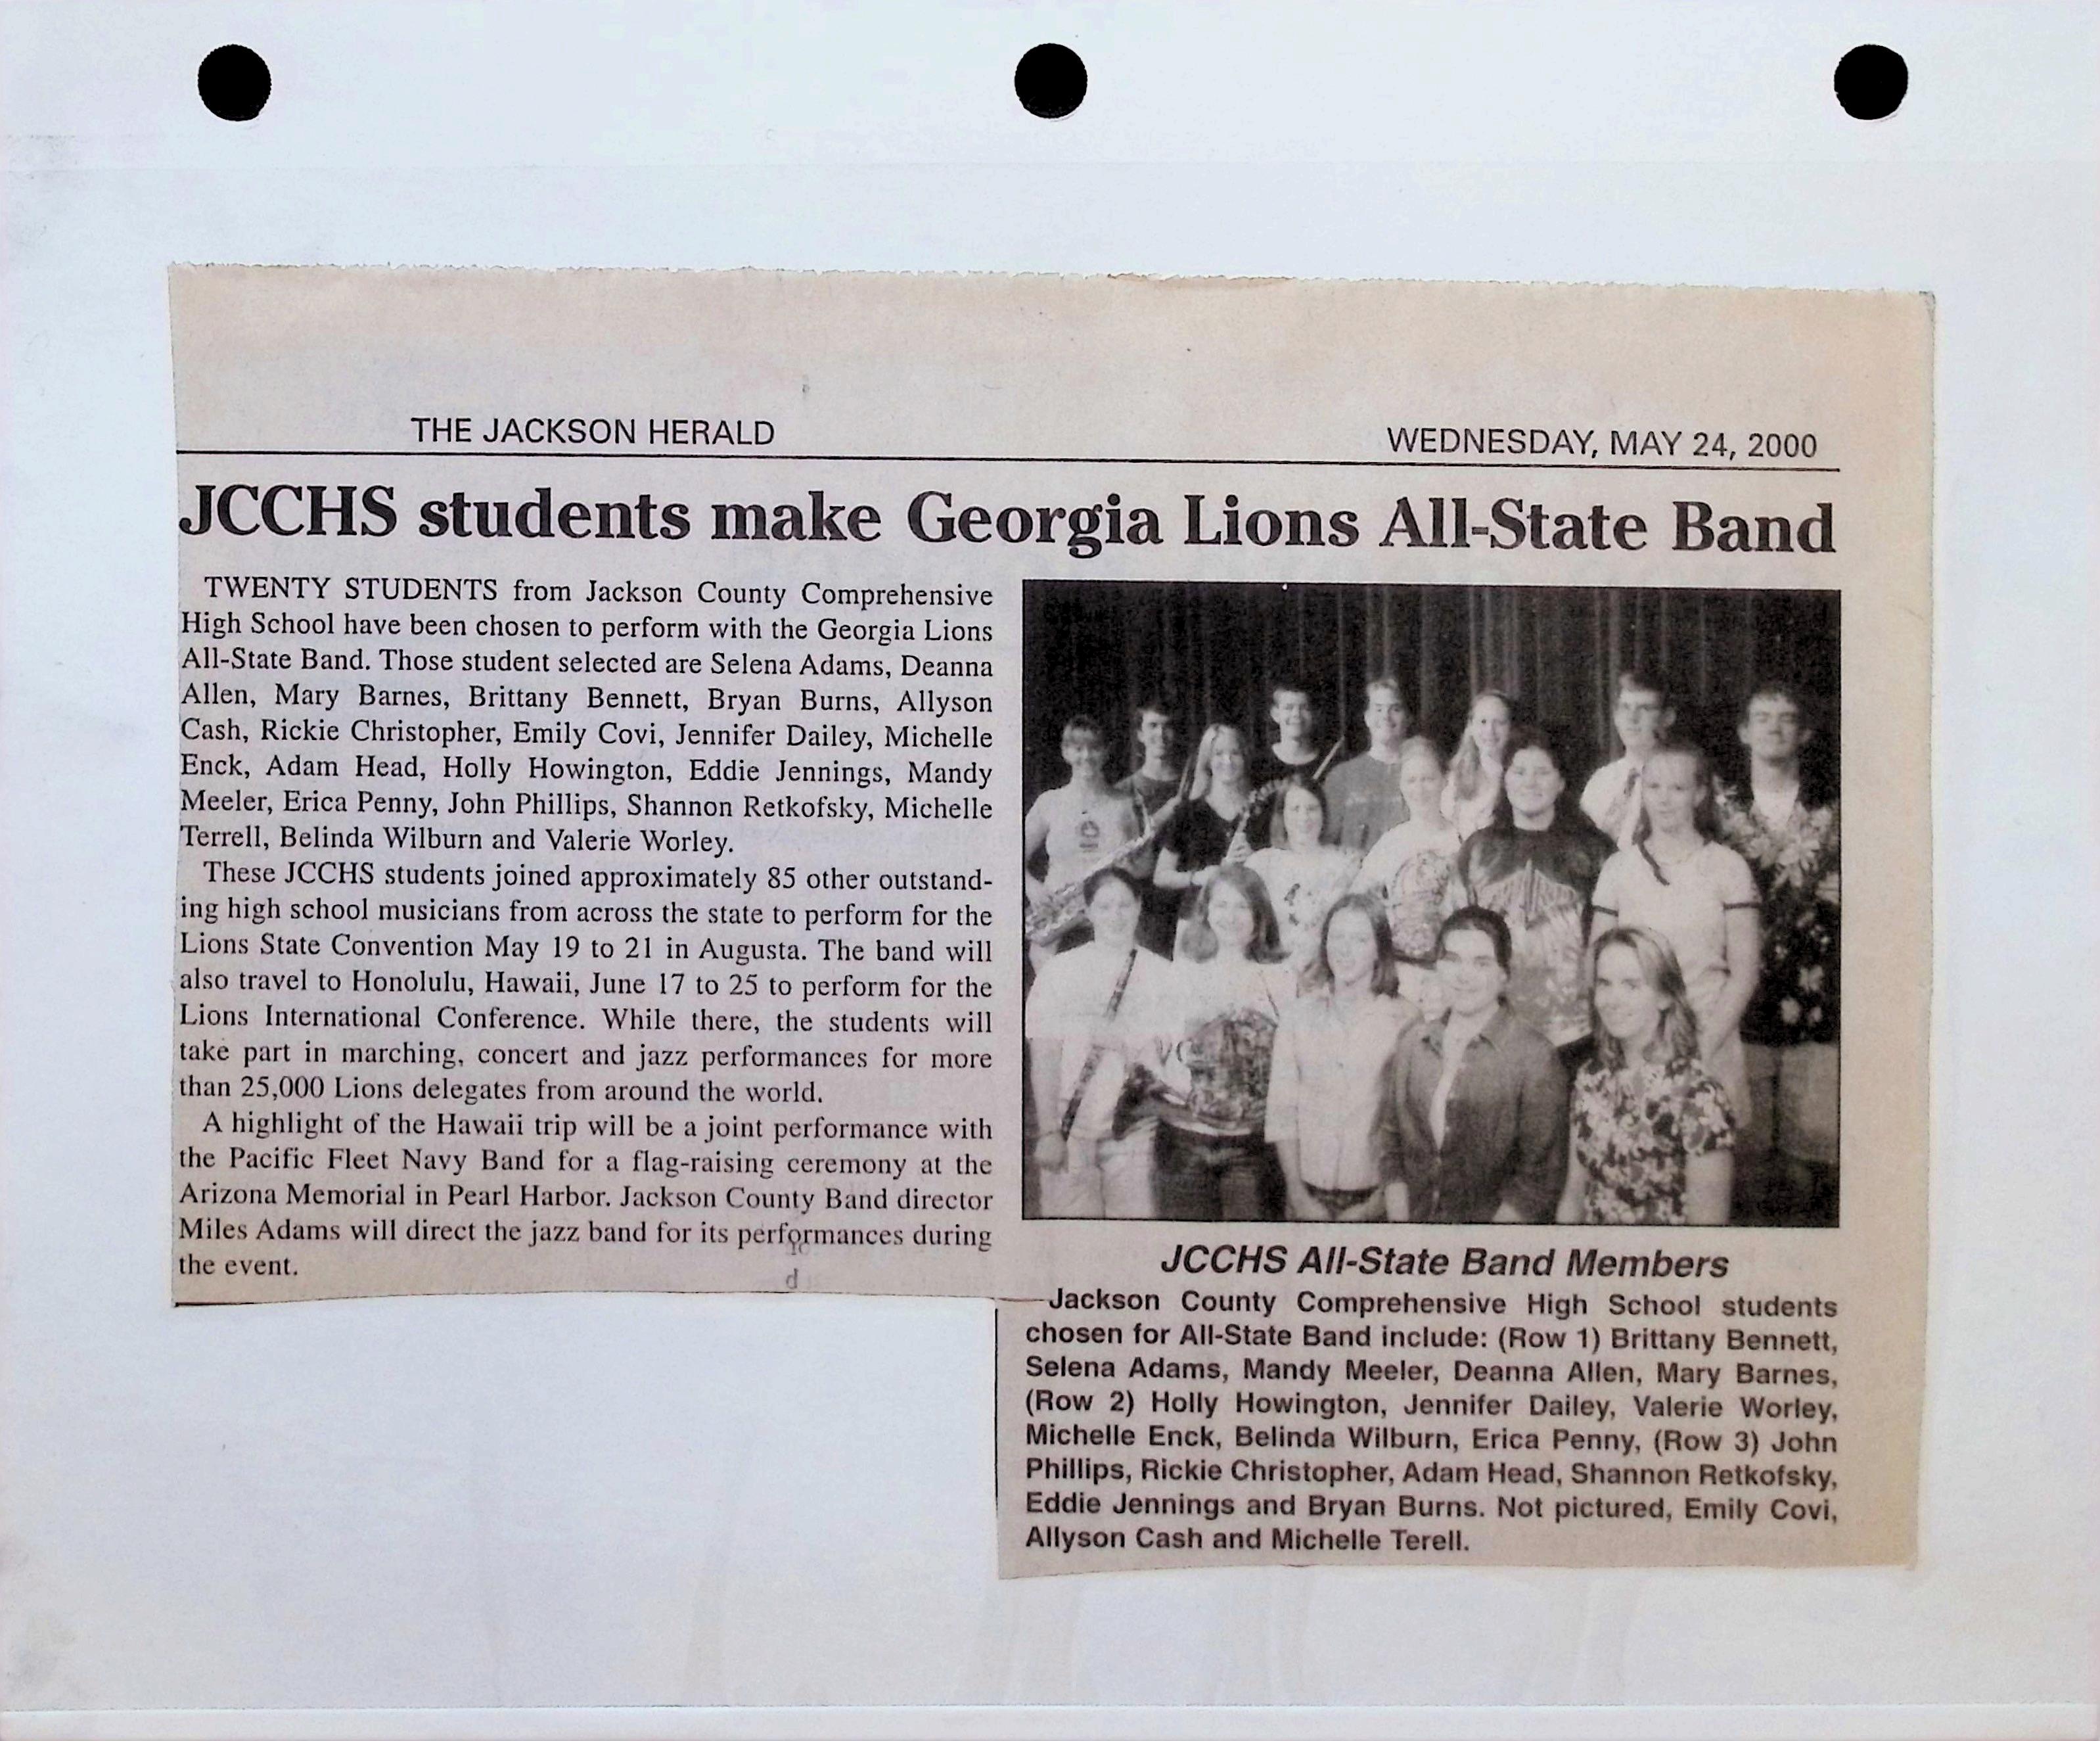 THE JACKSON HERALD
WEDNESDAY, MAY 24, 2000
JCCHS students make Georgia Lions All-State Band
TWENTY STUDENTS from Jackson County Comprehensive
High School have been chosen to perform with the Georgia Lions
All-State Band. Those student selected are Selena Adams, Deanna
Allen, Mary Barnes, Brittany Bennett, Bryan Burns, Allyson
Cash, Rickie Christopher, Emily Covi, Jennifer Dailey, Michelle
Enck, Adam Head, Holly Howington, Eddie Jennings, Mandy
Meeler, Erica Penny, John Phillips, Shannon Retkofsky, Michelle
Terrell, Belinda Wilburn and Valerie Worley.
These JCCHS students joined approximately 85 other outstand-
ing high school musicians from across the state to perform for the
Lions State Convention May 19 to 21 in Augusta. The band will
also travel to Honolulu, Hawaii, June 17 to 25 to perform for the
Lions International Conference. While there, the students will
take part in marching, concert and jazz performances for more
than 25,000 Lions delegates from around the world.
A highlight of the Hawaii trip will be a joint performance with
the Pacific Fleet Navy Band for a flag-raising ceremony at the
Arizona Memorial in Pearl Harbor. Jackson County Band director
Miles Adams will direct the jazz band for its performances during
the event.
JCCHS All-State Band Members
Jackson County Comprehensive High School students
chosen for All-State Band include: (Row 1) Brittany Bennett,
Selena Adams, Mandy Meeler, Deanna Allen, Mary Barnes,
(Row 2) Holly Howington, Jennifer Dailey, Valerie Worley,
Michelle Enck, Belinda Wilburn, Erica Penny, (Row 3) John
Phillips, Rickie Christopher, Adam Head, Shannon Retkofsky,
Eddie Jennings and Bryan Burns. Not pictured, Emily Covi,
Allyson Cash and Michelle Terell.